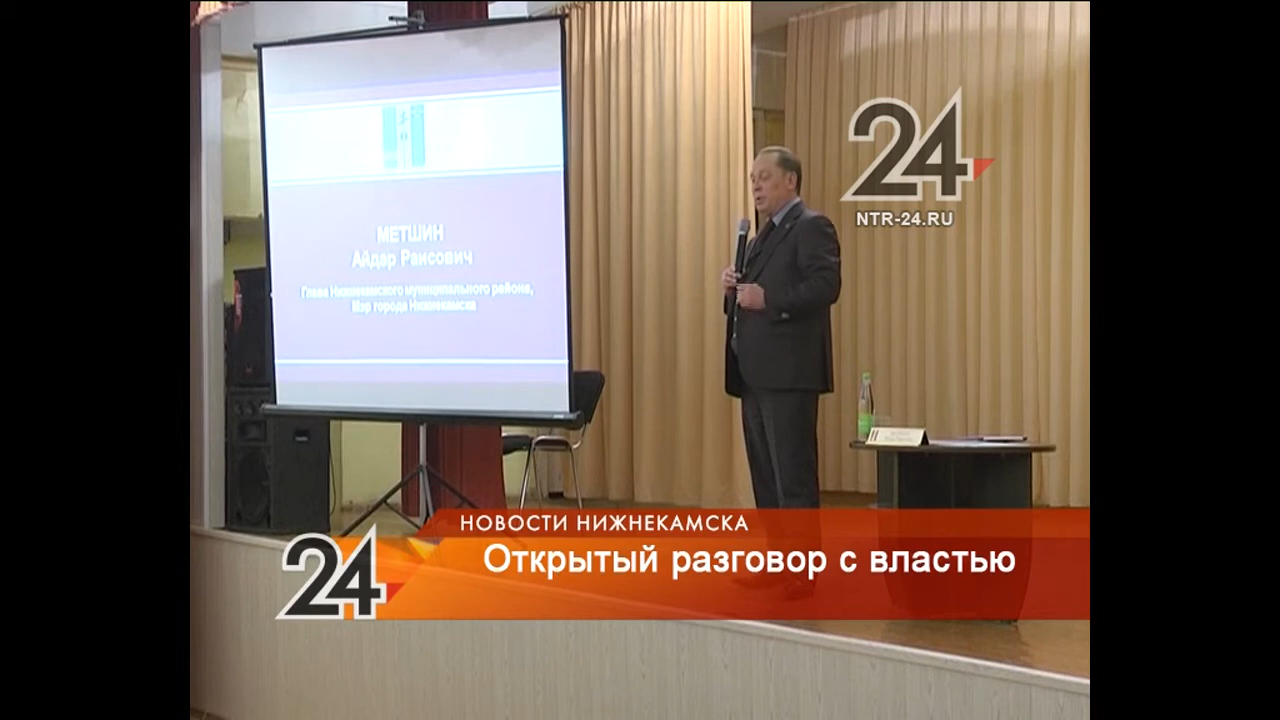 МЕТШИН
Айдар Раисович
Глава Нижнекамского муниципального района,
Мэр города Нижнекамска
24
NTR-24.RU
НОВОСТИ НИЖНЕКАМСКА
24
Открытый разговор с властью